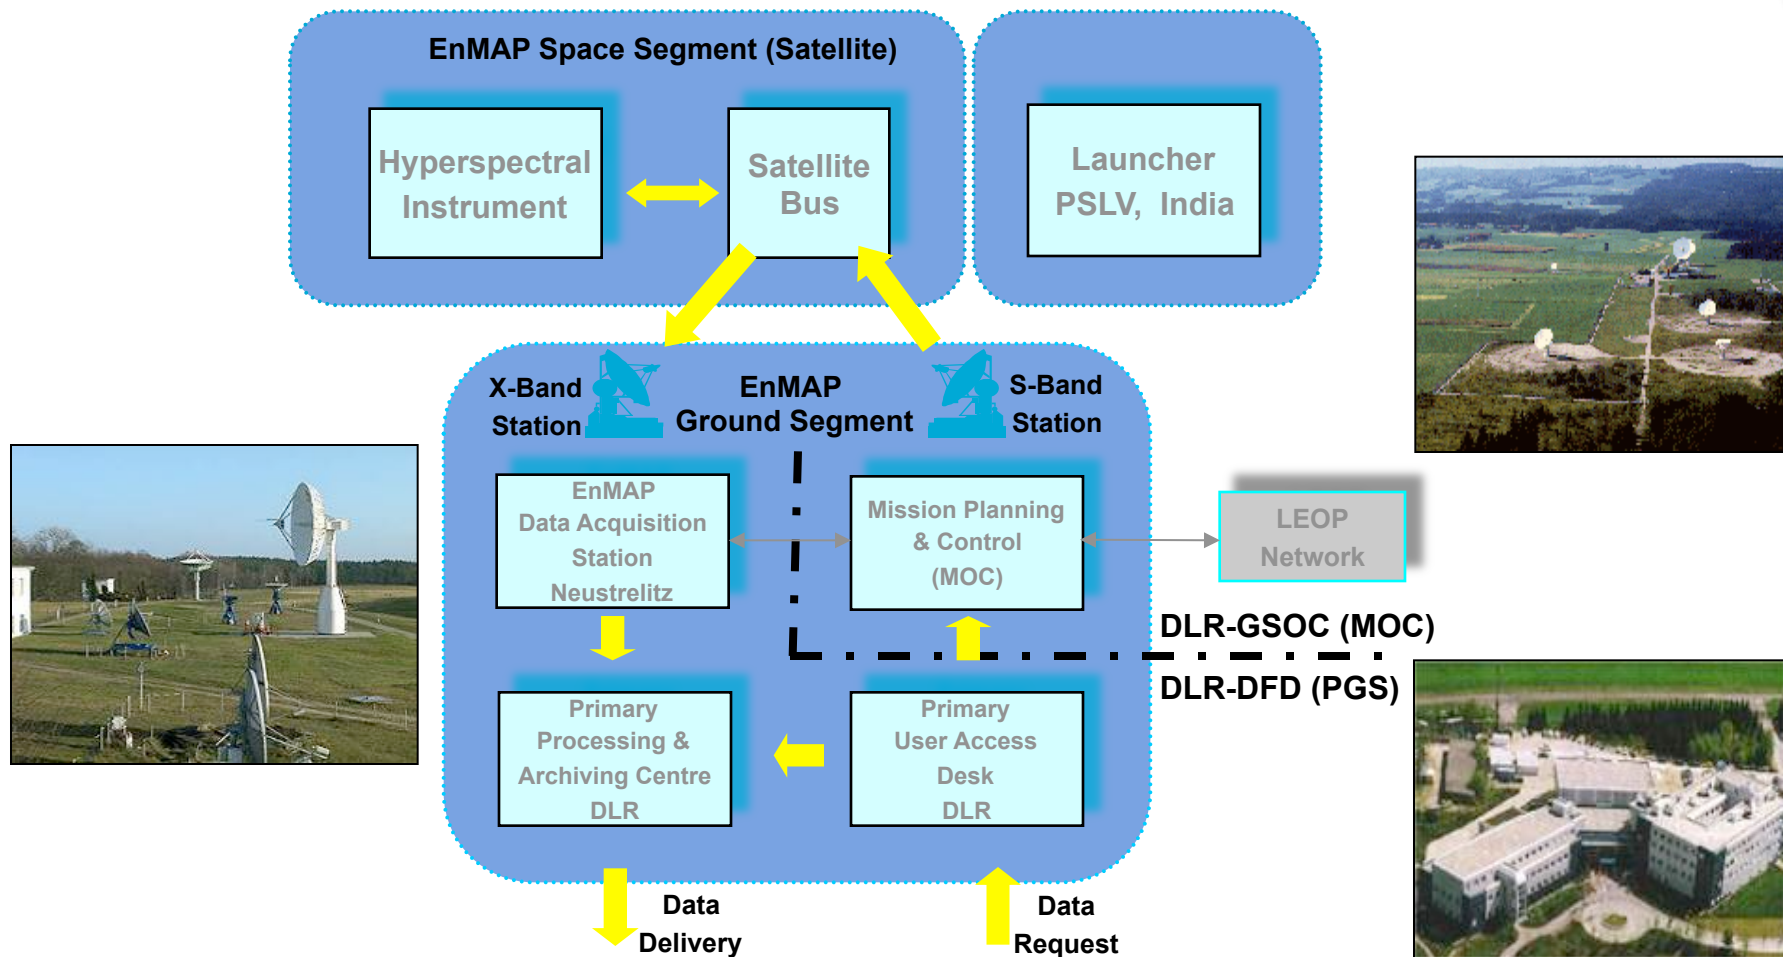 EnMAP Space Segment (Satellite)
Hyperspectral
Instrument
Satellite
Bus
Launcher
PSLV, India
X-Band
Station
EnMAP
Ground Segment
S-Band
Station
EnMAP
Data Acquisition
Station
Neustrelitz
Mission Planning
& Control
(MOC)
LEOP
Network
DLR-GSOC (MOC)
DLR-DFD (PGS)
Primary
Processing &
Archiving Centre
DLR
Primary
User Access
Desk
DLR
Data
Delivery
Data
Request